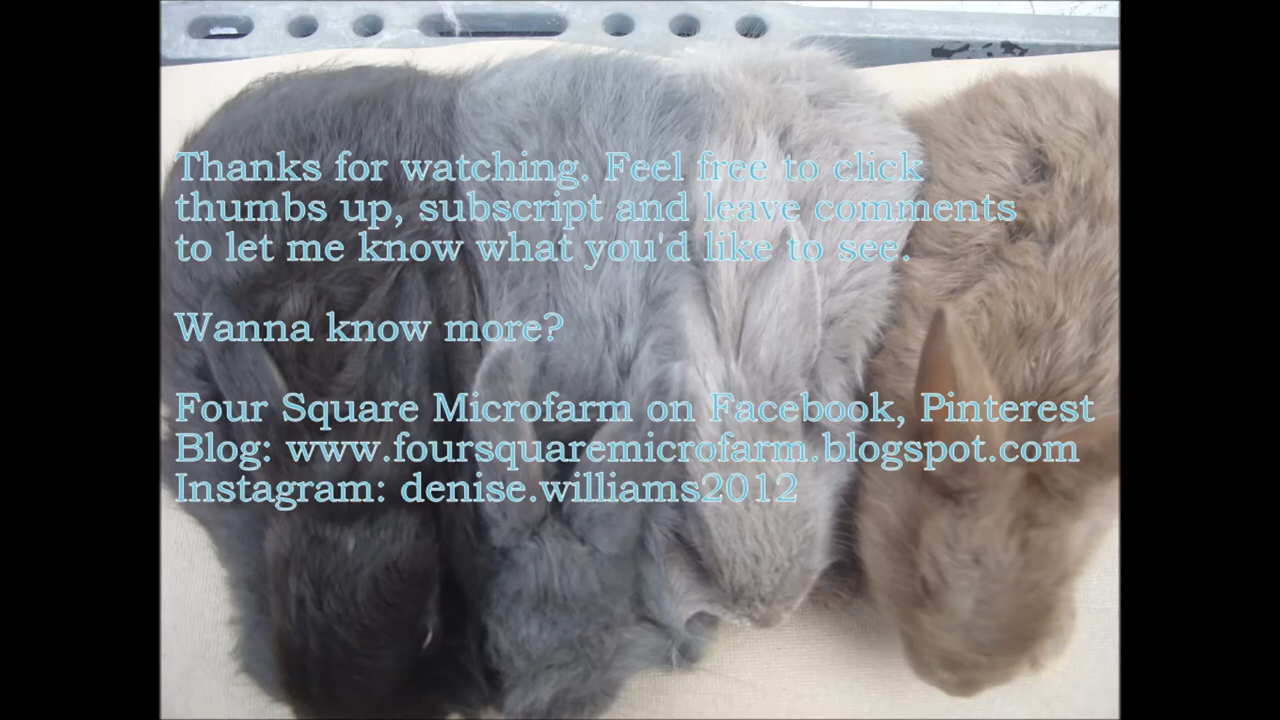 Thanks for watching. Feel free to click
thumbs up, subscript and leave comments
to let me know what you'd like to see.
Wanna know more?
Four Square Microfarm on Facebook, Pinterest
Blog: www.foursquaremicrofarm.blogspot.com
Instagram: denise.williams2012